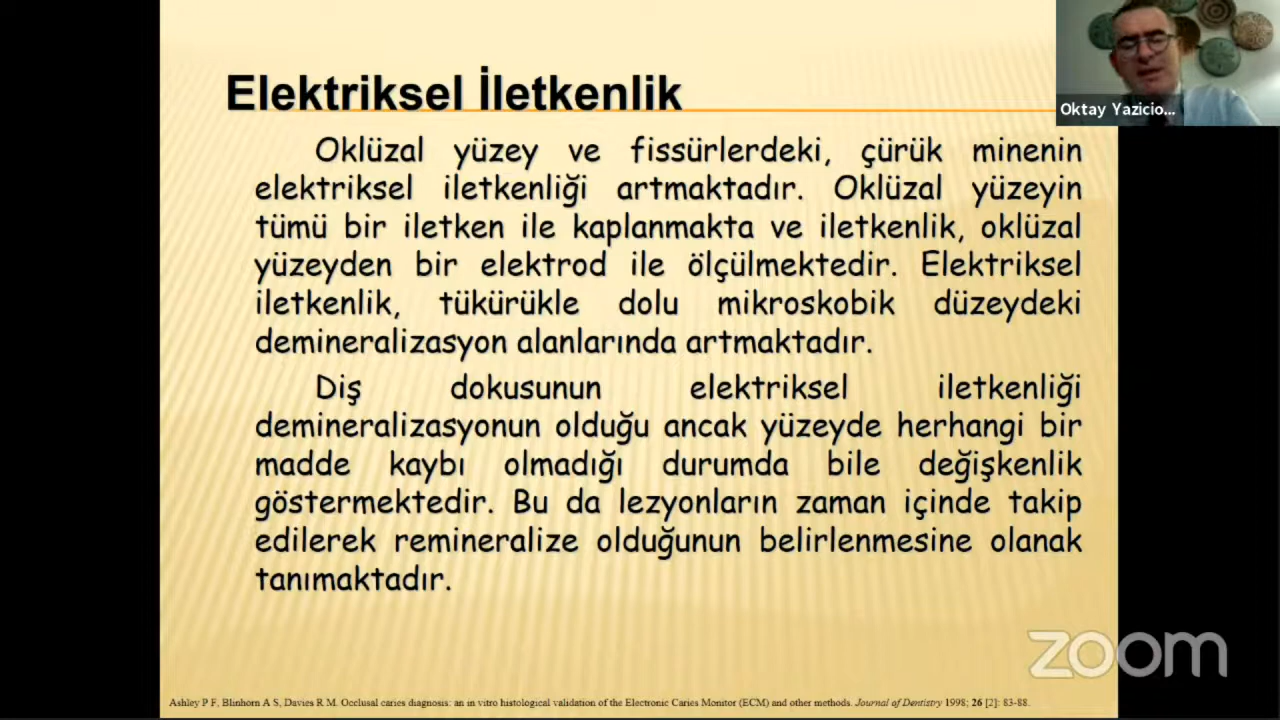 Elektriksel İletkenlik
Oktay Yazicio...
Oklüzal yüzey ve fissürlerdeki, çürük minenin
elektriksel iletkenliği artmaktadır. Oklüzal yüzeyin
tümü bir iletken ile kaplanmakta ve iletkenlik, oklüzal
yüzeyden bir elektrod ile ölçülmektedir. Elektriksel
iletkenlik, tükürükle dolu mikroskobik düzeydeki
demineralizasyon alanlarında artmaktadır.
Diş dokusunun elektriksel iletkenliği
demineralizasyonun olduğu ancak yüzeyde herhangi bir
madde kaybı olmadığı durumda bile değişkenlik
göstermektedir. Bu da lezyonların zaman içinde takip
edilerek remineralize olduğunun belirlenmesine olanak
tanımaktadır.
zoom
Ashley P F, Blinhorn A S, Davies R M. Occlusal caries diagnosis: an in vitro histological validation of the Electronic Caries Monitor (ECM) and other methods. Journal of Dentistry 1998; 26 [2]: 83-88.